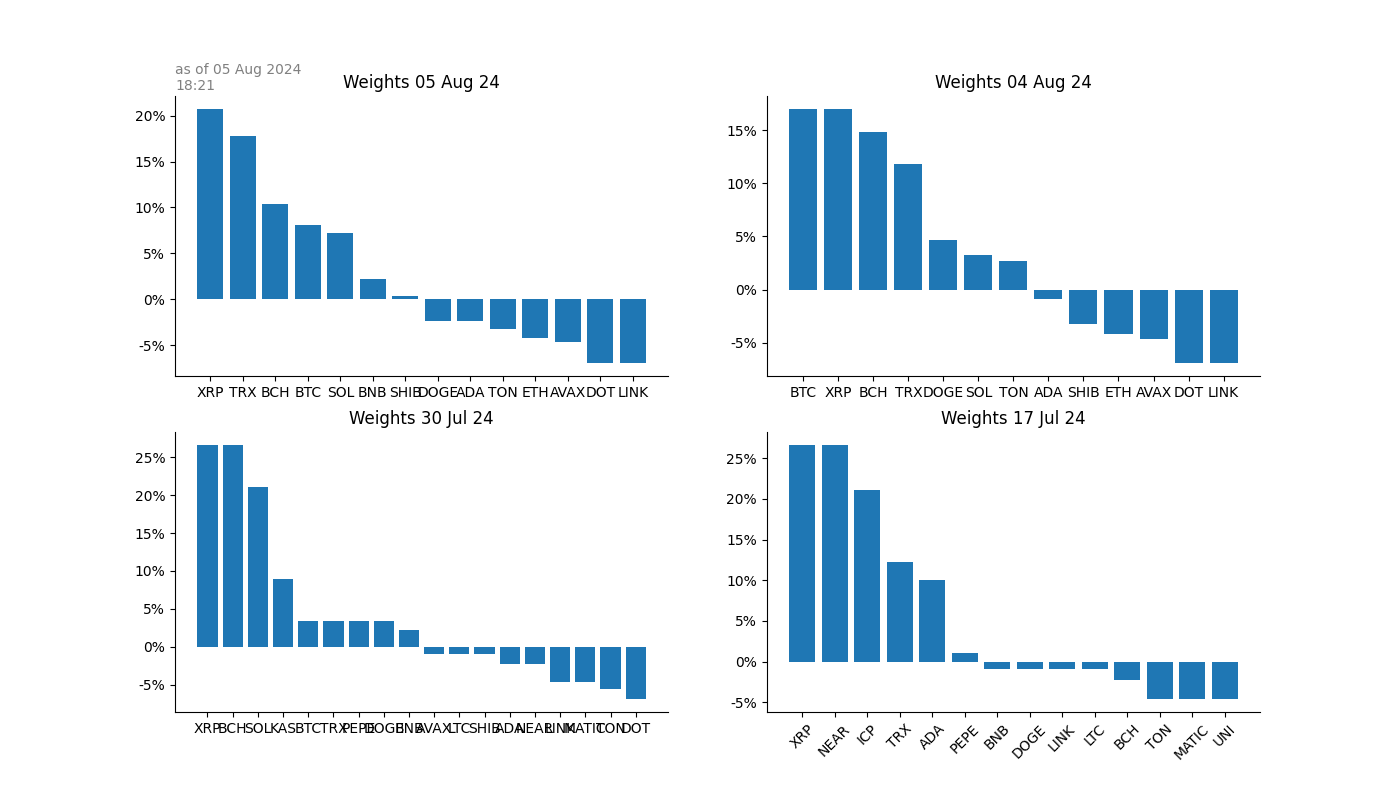 as of 05 Aug 2024
18:21
Weights 05 Aug 24
20%
15%
10%
5%
0%
-5%
XRP TRX BCH BTC SOL BNB SHIB DOGE ADA TON ETH AVAX DOT LINK
Weights 04 Aug 24
15%
10%
5%
0%
-5%
BTC XRP BCH TRX DOGE SOL TON ADA SHIB ETH AVAX DOT LINK
Weights 30 Jul 24
25%
20%
15%
10%
5%
0%
-5%
XRP BCH SOL KAS BTC TRX PEPE DOGE BNB AVAX LTC SHIB ADA NEAR LINK MATIC TON DOT
Weights 17 Jul 24
25%
20%
15%
10%
5%
0%
-5%
XRP NEAR ICP TRX ADA PEPE BNB DOGE LINK LTC BCH TON MATIC UNI